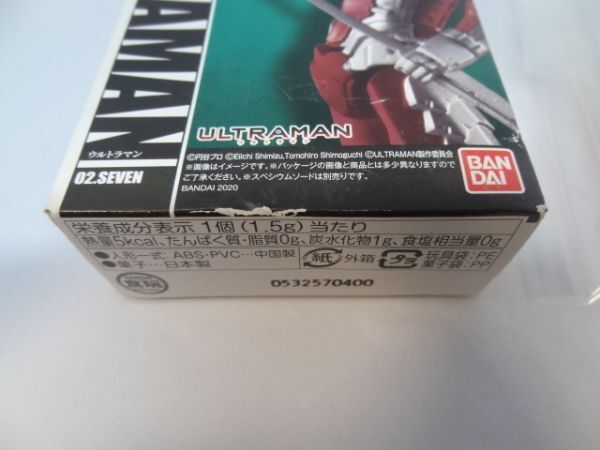 AMAN
ウルトラマン
02.SEVEN
ULTRAMAN
©円谷プロ ©Eiichi Shimizu,Tomohiro Shimoguchi ©ULTRAMAN製作委員会
※画像はイメージです。※パッケージの画像と商品とは多少異なりますので
ご了承ください。※スペシウムソードは別売りです。
BANDAI 2020
BAN
DAI
栄養成分表示 1個 (1.5g) 当たり
熱量5kcal、たんぱく質・脂質0g、炭水化物1g、食塩相当量0g
●人形一式:ABS・PVC…中国製
●菓子…日本製
紙 外箱
プラ 玩具袋:PE
菓子袋:PP
食玩
0532570400